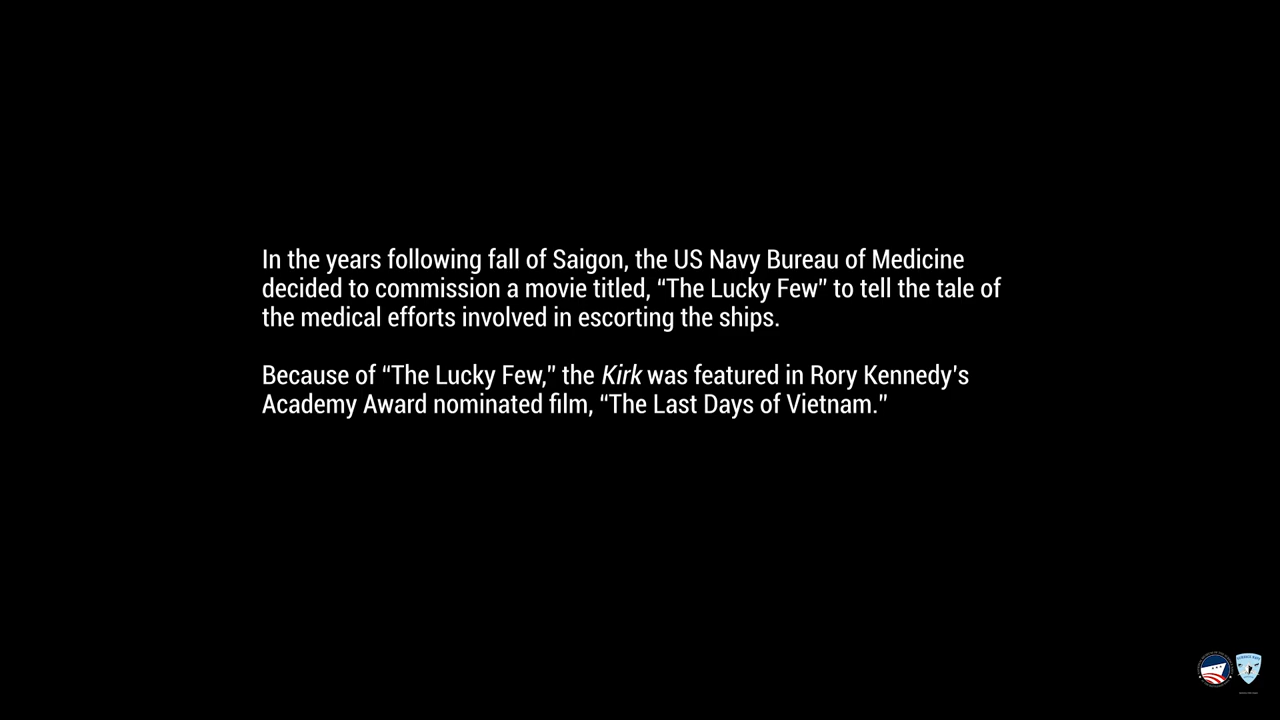 In the years following fall of Saigon, the US Navy Bureau of Medicine
decided to commission a movie titled, “The Lucky Few” to tell the tale of
the medical efforts involved in escorting the ships.
Because of “The Lucky Few,” the Kirk was featured in Rory Kennedy’s
Academy Award nominated film, “The Last Days of Vietnam.”